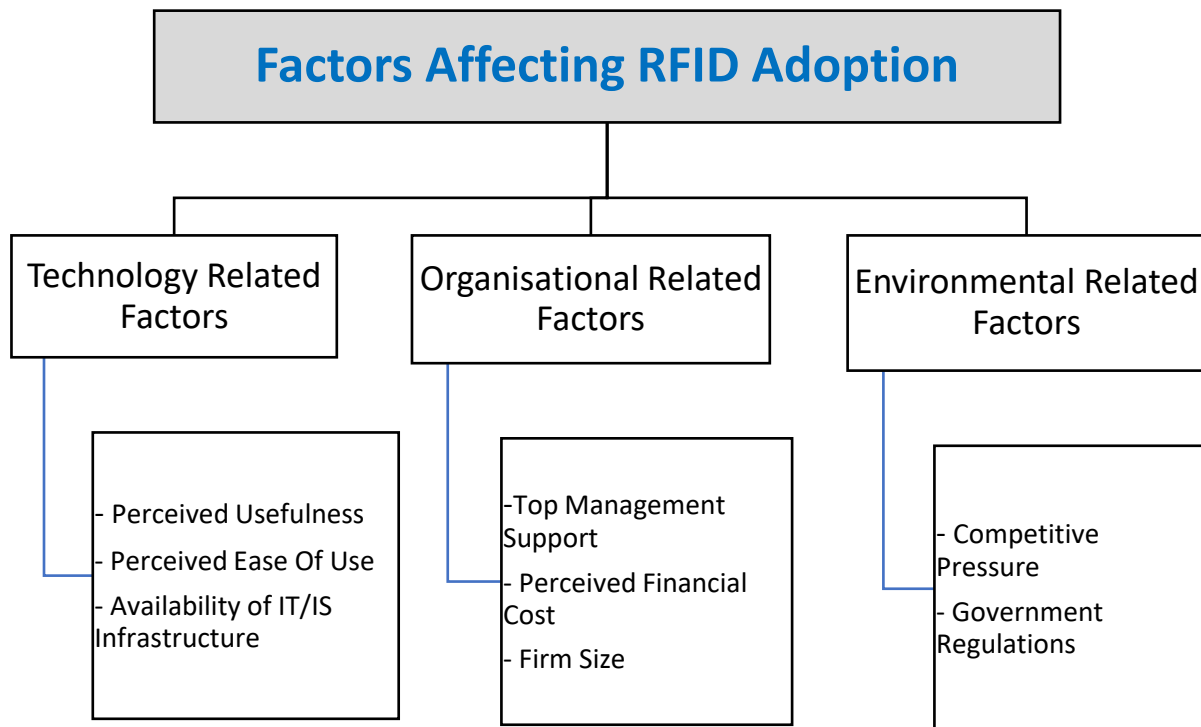 Factors Affecting RFID Adoption
Technology Related
Factors
Organisational Related
Factors
Environmental Related
Factors
- Perceived Usefulness
- Perceived Ease Of Use
- Availability of IT/IS
Infrastructure
-Top Management
Support
- Perceived Financial
Cost
- Firm Size
- Competitive
Pressure
- Government
Regulations